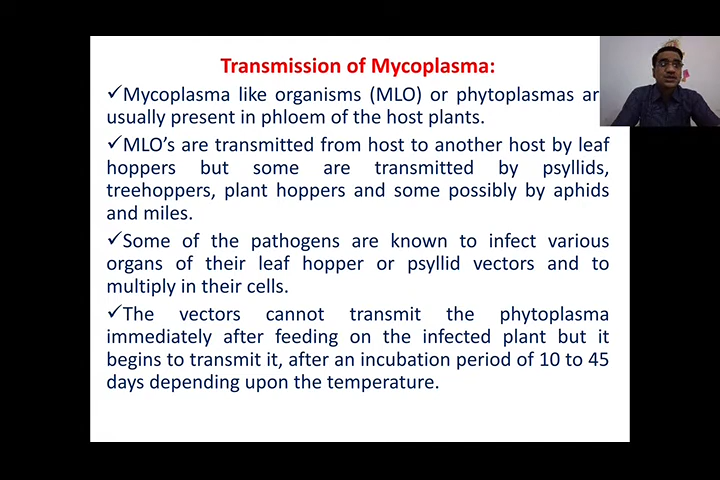 Transmission of Mycoplasma:
✓Mycoplasma like organisms (MLO) or phytoplasmas ar
usually present in phloem of the host plants.
✓MLO's are transmitted from host to another host by leaf
hoppers but some are transmitted by psyllids,
treehoppers, plant hoppers and some possibly by aphids
and miles.
✓Some of the pathogens are known to infect various
organs of their leaf hopper or psyllid vectors and to
multiply in their cells.
✓The vectors cannot transmit the phytoplasma
immediately after feeding on the infected plant but it
begins to transmit it, after an incubation period of 10 to 45
days depending upon the temperature.